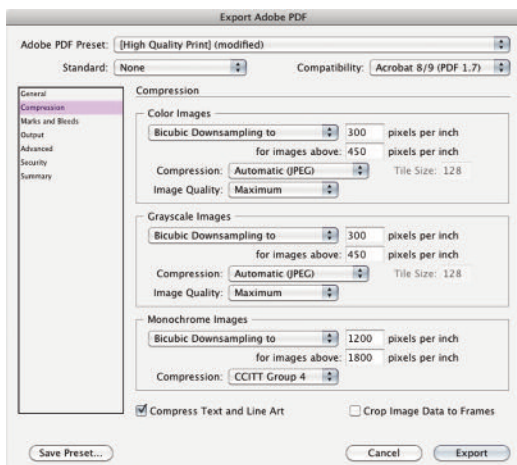 Export Adobe PDF
Adobe PDF Preset: [High Quality Print] (modified)
Standard: None Compatibility: Acrobat 8/9 (PDF 1.7)
General
Compression
Marks and Bleeds
Output
Advanced
Security
Summary
Compression
Color Images
Bicubic Downsampling to 300 pixels per inch
for images above: 450 pixels per inch
Compression: Automatic (JPEG) Tile Size: 128
Image Quality: Maximum
Grayscale Images
Bicubic Downsampling to 300 pixels per inch
for images above: 450 pixels per inch
Compression: Automatic (JPEG) Tile Size: 128
Image Quality: Maximum
Monochrome Images
Bicubic Downsampling to 1200 pixels per inch
for images above: 1800 pixels per inch
Compression: CCITT Group 4
Compress Text and Line Art Crop Image Data to Frames
Save Preset... Cancel Export